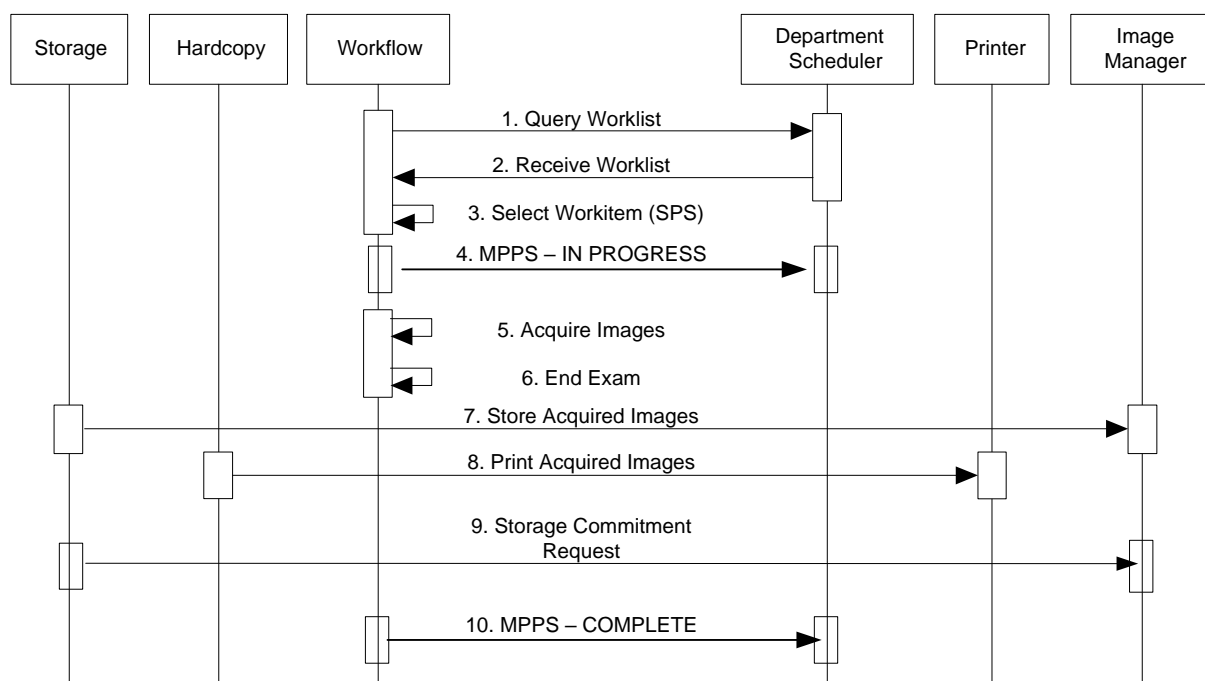 Storage
Hardcopy
Workflow
Department
Scheduler
Printer
Image
Manager
1. Query Worklist
2. Receive Worklist
3. Select Workitem (SPS)
4. MPPS – IN PROGRESS
5. Acquire Images
6. End Exam
7. Store Acquired Images
8. Print Acquired Images
9. Storage Commitment
Request
10. MPPS – COMPLETE